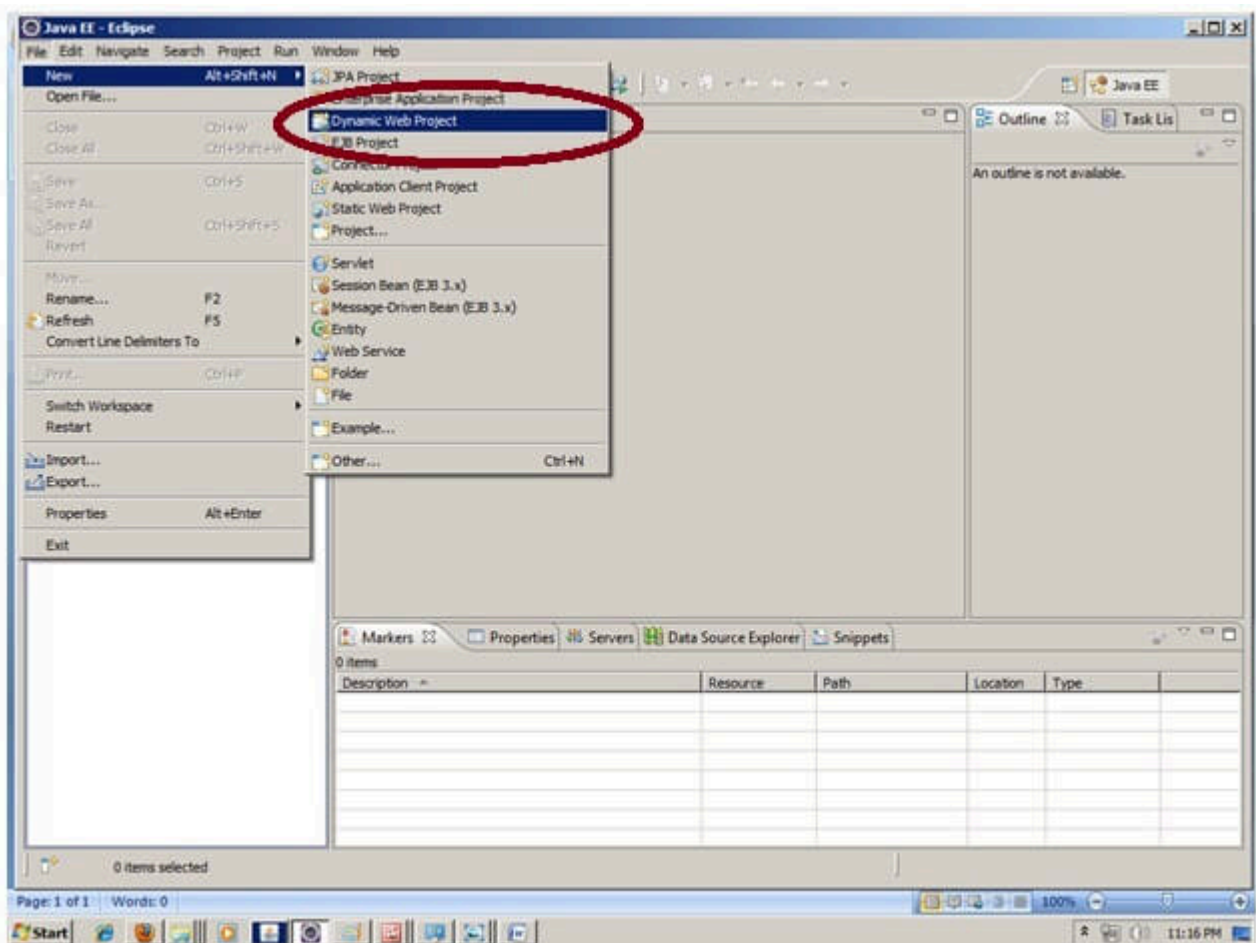 Java EE - Eclipse
File Edit Navigate Search Project Run Window Help
New Alt+Shift+N
Open File...
Close Ctrl+W
Close All Ctrl+Shift+W
Save Ctrl+S
Save As...
Save All Ctrl+Shift+S
Revert
Move...
Rename... F2
Refresh F5
Convert Line Delimiters To
Print... Ctrl+P
Switch Workspace
Restart
Import...
Export...
Properties Alt+Enter
Exit
JPA Project
Enterprise Application Project
Dynamic Web Project
EJB Project
Connector Project
Application Client Project
Static Web Project
Project...
Servlet
Session Bean (EJB 3.x)
Message-Driven Bean (EJB 3.x)
Entity
Web Service
Folder
File
Example...
Other... Ctrl+N
Java EE
Outline Task Lis
An outline is not available.
Markers Properties Servers Data Source Explorer Snippets
0 items
Description Resource Path Location Type
0 items selected
Page: 1 of 1 Words: 0 100%
Start 11:16 PM